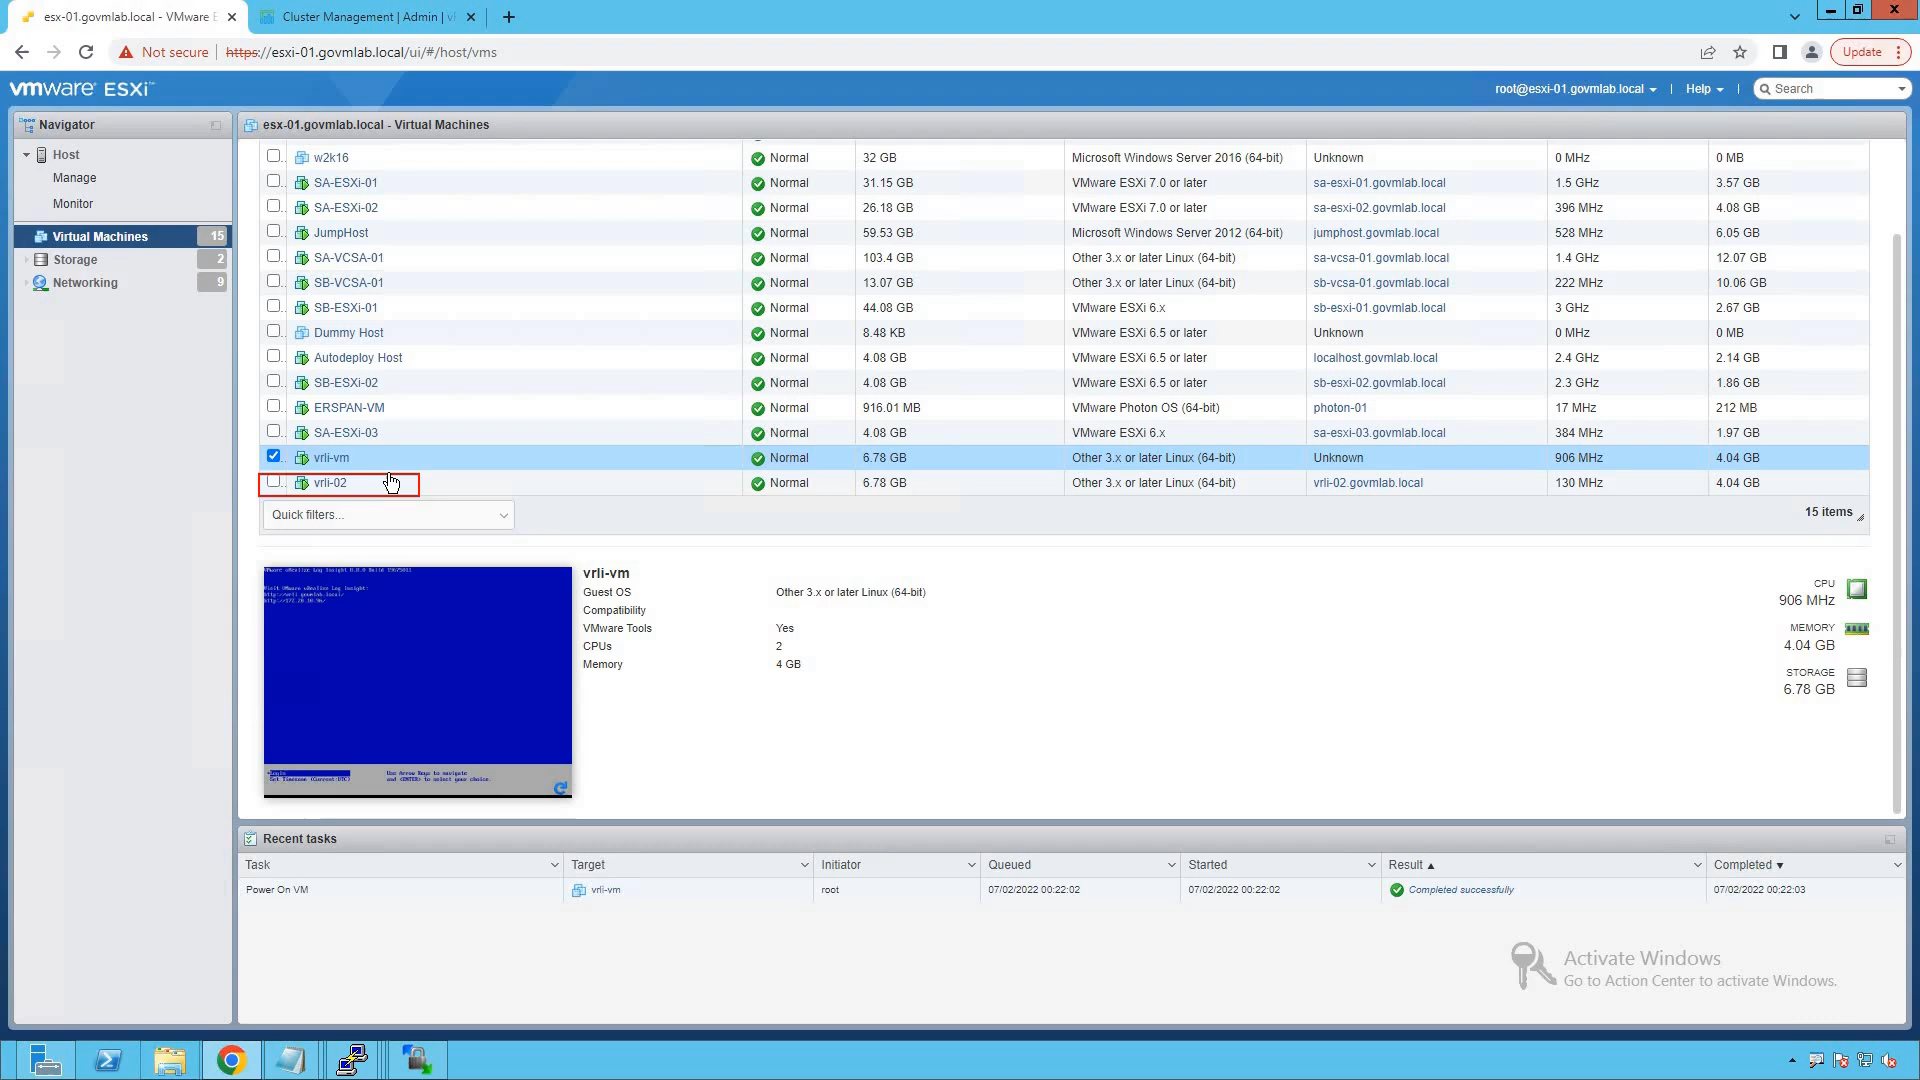 esx-01.govmlab.local - VMware E
Cluster Management | Admin | v
Not secure
https://esxi-01.govmlab.local/ui/#/host/vms
Update
vmware ESXi
root@esxi-01.govmlab.local
Help
Search
Navigator
Host
Manage
Monitor
Virtual Machines 15
Storage 2
Networking 9
esx-01.govmlab.local - Virtual Machines
w2k16 Normal 32 GB Microsoft Windows Server 2016 (64-bit) Unknown 0 MHz 0 MB
SA-ESXi-01 Normal 31.15 GB VMware ESXi 7.0 or later sa-esxi-01.govmlab.local 1.5 GHz 3.57 GB
SA-ESXi-02 Normal 26.18 GB VMware ESXi 7.0 or later sa-esxi-02.govmlab.local 396 MHz 4.08 GB
JumpHost Normal 59.53 GB Microsoft Windows Server 2012 (64-bit) jumphost.govmlab.local 528 MHz 6.05 GB
SA-VCSA-01 Normal 103.4 GB Other 3.x or later Linux (64-bit) sa-vcsa-01.govmlab.local 1.4 GHz 12.07 GB
SB-VCSA-01 Normal 13.07 GB Other 3.x or later Linux (64-bit) sb-vcsa-01.govmlab.local 222 MHz 10.06 GB
SB-ESXi-01 Normal 44.08 GB VMware ESXi 6.x sb-esxi-01.govmlab.local 3 GHz 2.67 GB
Dummy Host Normal 8.48 KB VMware ESXi 6.5 or later Unknown 0 MHz 0 MB
Autodeploy Host Normal 4.08 GB VMware ESXi 6.5 or later localhost.govmlab.local 2.4 GHz 2.14 GB
SB-ESXi-02 Normal 4.08 GB VMware ESXi 6.5 or later sb-esxi-02.govmlab.local 2.3 GHz 1.86 GB
ERSPAN-VM Normal 916.01 MB VMware Photon OS (64-bit) photon-01 17 MHz 212 MB
SA-ESXi-03 Normal 4.08 GB VMware ESXi 6.x sa-esxi-03.govmlab.local 384 MHz 1.97 GB
vrli-vm Normal 6.78 GB Other 3.x or later Linux (64-bit) Unknown 906 MHz 4.04 GB
vrli-02 Normal 6.78 GB Other 3.x or later Linux (64-bit) vrli-02.govmlab.local 130 MHz 4.04 GB
Quick filters...
15 items
vrli-vm
Guest OS Other 3.x or later Linux (64-bit)
Compatibility
VMware Tools Yes
CPUs 2
Memory 4 GB
CPU
906 MHz
MEMORY
4.04 GB
STORAGE
6.78 GB
Recent tasks
Task Target Initiator Queued Started Result Completed
Power On VM vrli-vm root 07/02/2022 00:22:02 07/02/2022 00:22:02 Completed successfully 07/02/2022 00:22:03
Activate Windows
Go to Action Center to activate Windows.